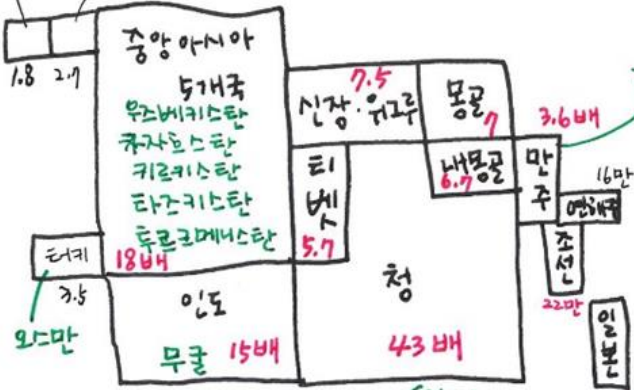 1.8
2.7
중앙아시아
5개국
우즈베키스탄
카자흐스탄
키르키스탄
타즈키스탄
투르크메니스탄
18배
7.5
신장·위그루
몽골
7
3.6배
티벳
5.7
내몽골
6.7
만주
16만
연해주
조선
22만
터키
3.5
오스만
인도
무굴
15배
청
43배
일본